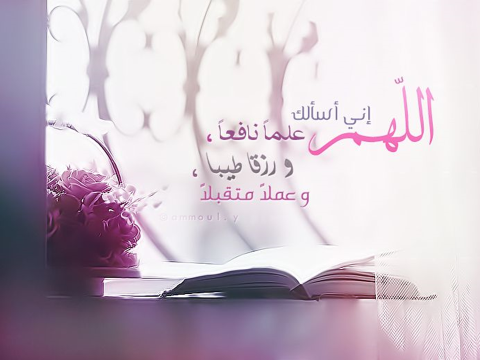 اللّهم إني أسألك
علماً نافعاً ،
و رزقا طيبا ،
و عملاً متقبلاً